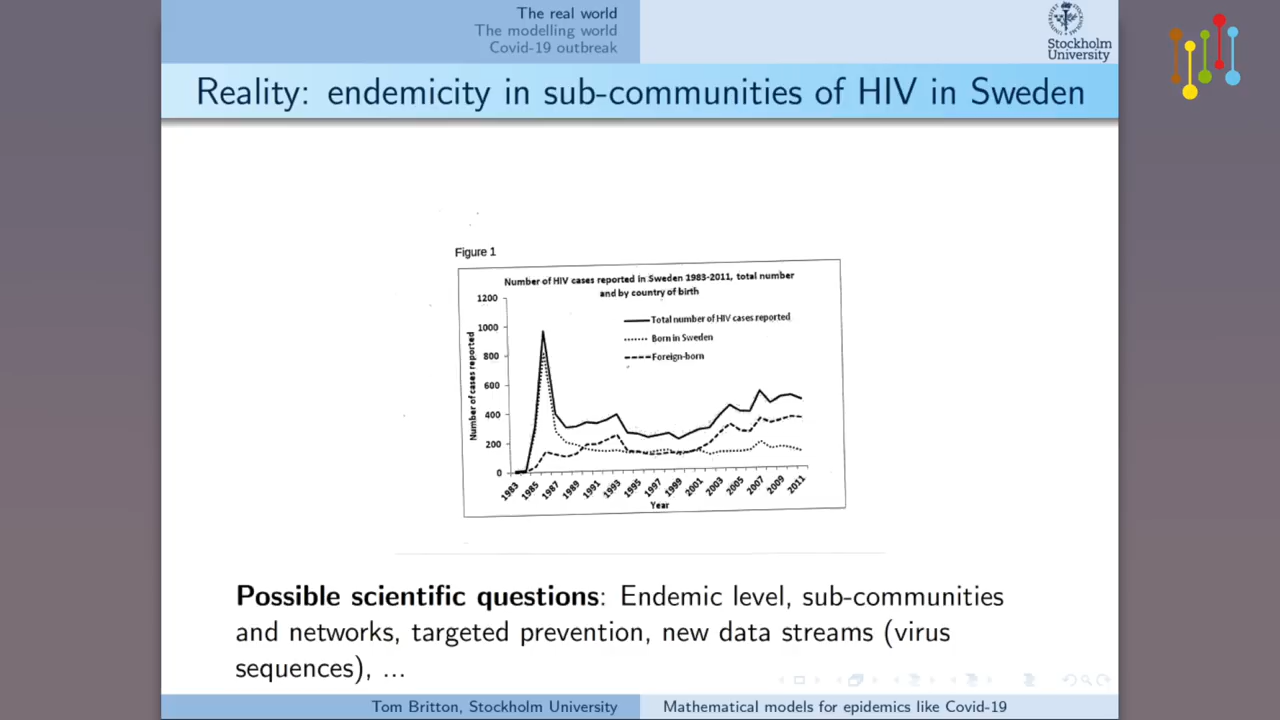 The real world
The modelling world
Covid-19 outbreak
Stockholm
University
Reality: endemicity in sub-communities of HIV in Sweden
Figure 1
Number of HIV cases reported in Sweden 1983-2011, total number
and by country of birth
1200
1000
800
600
400
200
0
Number of cases reported
Total number of HIV cases reported
Born in Sweden
Foreign-born
1983
1985
1987
1989
1991
1993
1995
1997
1999
2001
2003
2005
2007
2009
2011
Year
Possible scientific questions: Endemic level, sub-communities
and networks, targeted prevention, new data streams (virus
sequences), ...
Tom Britton, Stockholm University
Mathematical models for epidemics like Covid-19